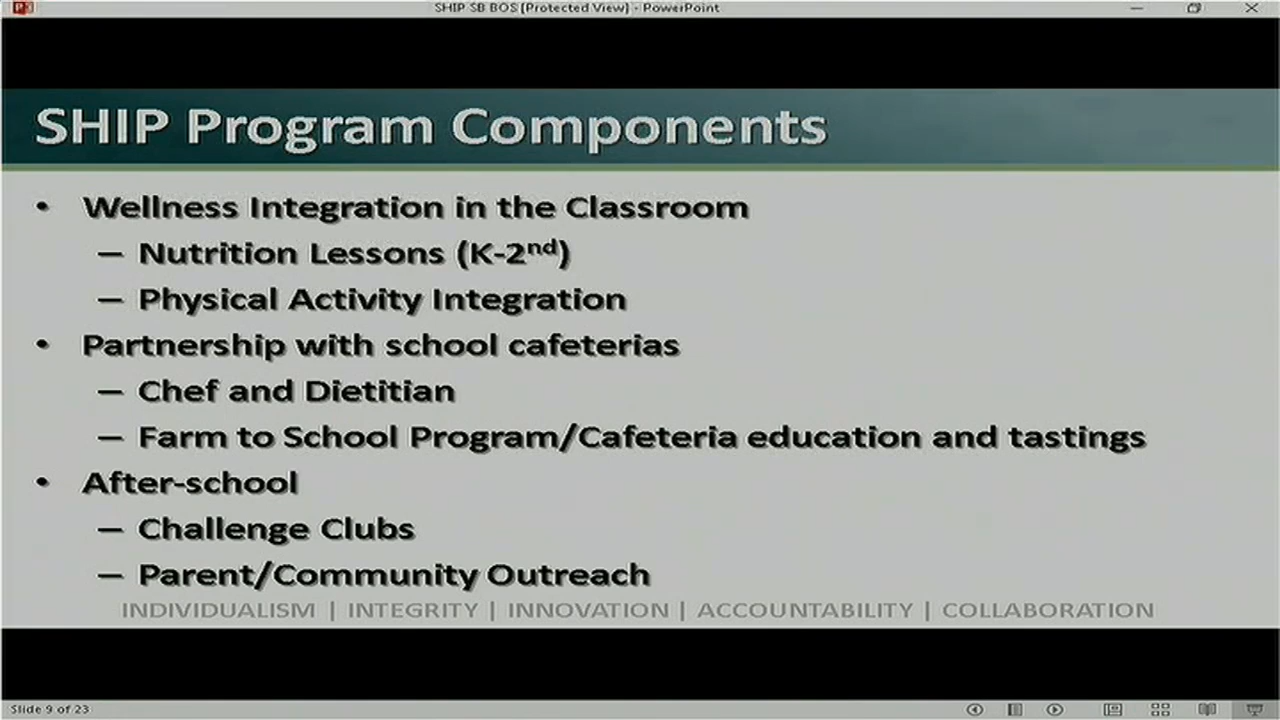 SHIP SB BOS [Protected View] - PowerPoint
SHIP Program Components
• Wellness Integration in the Classroom
– Nutrition Lessons (K-2nd)
– Physical Activity Integration
• Partnership with school cafeterias
– Chef and Dietitian
– Farm to School Program/Cafeteria education and tastings
• After-school
– Challenge Clubs
– Parent/Community Outreach
INDIVIDUALISM | INTEGRITY | INNOVATION | ACCOUNTABILITY | COLLABORATION
Slide 9 of 23